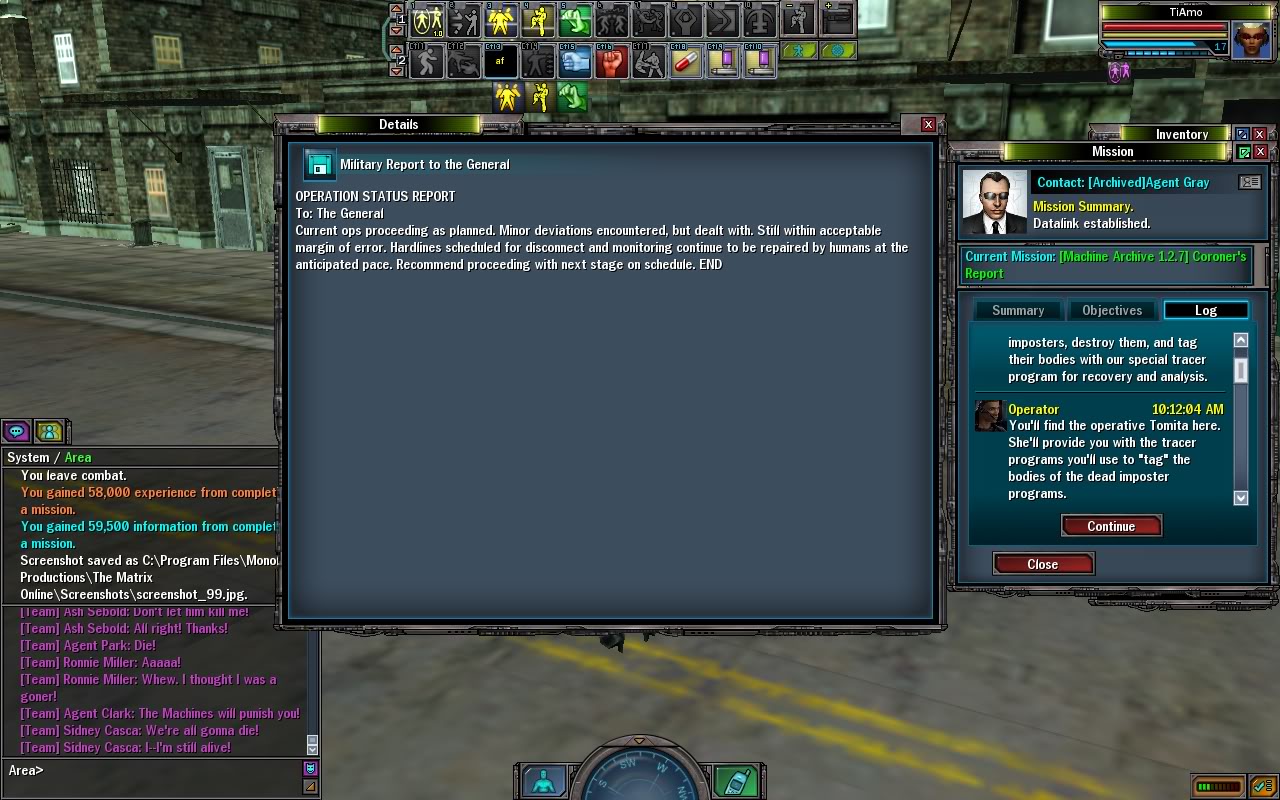 1
1.0
2
af
TiAmo
17
Details
Military Report to the General
OPERATION STATUS REPORT
To: The General
Current ops proceeding as planned. Minor deviations encountered, but dealt with. Still within acceptable
margin of error. Hardlines scheduled for disconnect and monitoring continue to be repaired by humans at the
anticipated pace. Recommend proceeding with next stage on schedule. END
Inventory
Mission
Contact: [Archived]Agent Gray
Mission Summary.
Datalink established.
Current Mission: [Machine Archive 1.2.7] Coroner's
Report
Summary
Objectives
Log
imposters, destroy them, and tag
their bodies with our special tracer
program for recovery and analysis.
Operator
10:12:04 AM
You'll find the operative Tomita here.
She'll provide you with the tracer
programs you'll use to "tag" the
bodies of the dead imposter
programs.
Continue
Close
System / Area
You leave combat.
You gained 58,000 experience from complet
a mission.
You gained 59,500 information from complet
a mission.
Screenshot saved as C:\Program Files\Mono
Productions\The Matrix
Online\Screenshots\screenshot_99.jpg.
[Team] Ash Sebold: Don't let him kill me!
[Team] Ash Sebold: All right! Thanks!
[Team] Agent Park: Die!
[Team] Ronnie Miller: Aaaaa!
[Team] Ronnie Miller: Whew. I thought I was a
goner!
[Team] Agent Clark: The Machines will punish you!
[Team] Sidney Casca: We're all gonna die!
[Team] Sidney Casca: I--I'm still alive!
Area>
S
SW
W
NW